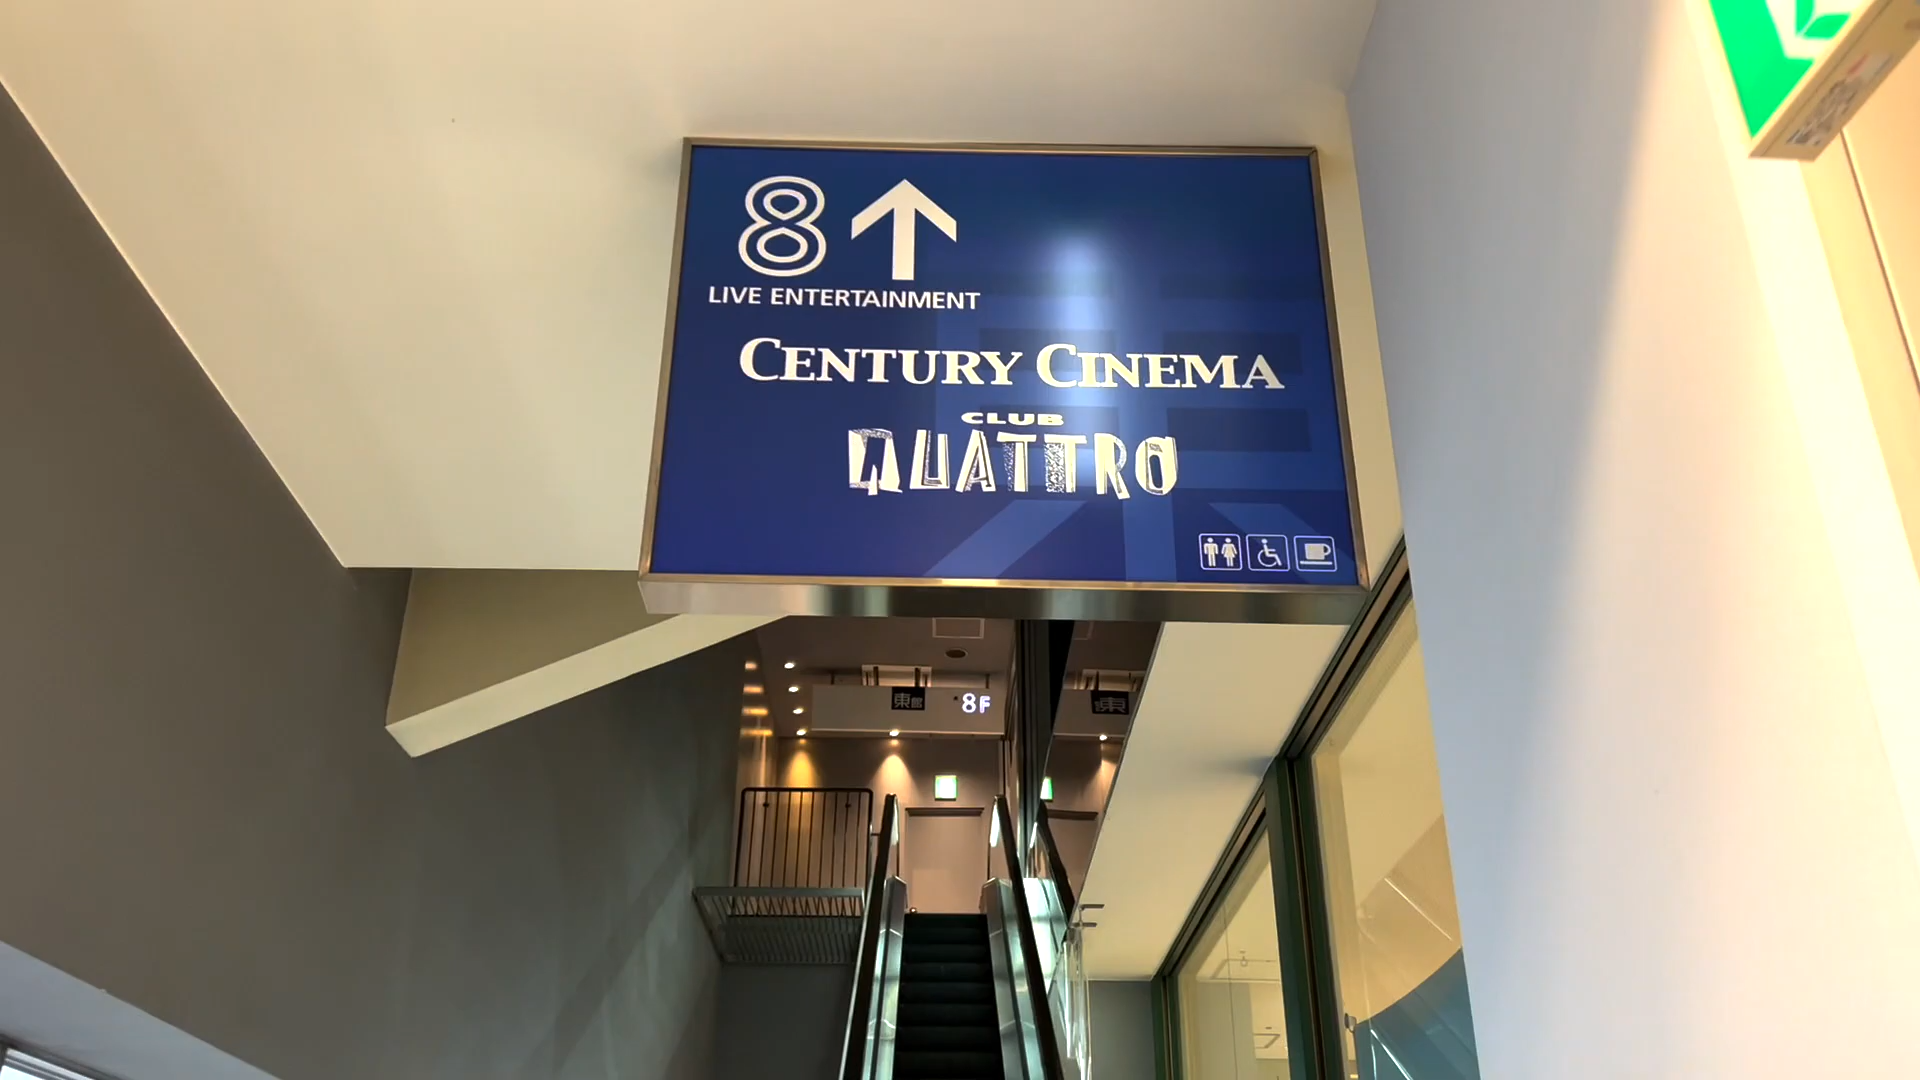 8
LIVE ENTERTAINMENT
CENTURY CINEMA
CLUB
QUATTRO
東館 8F